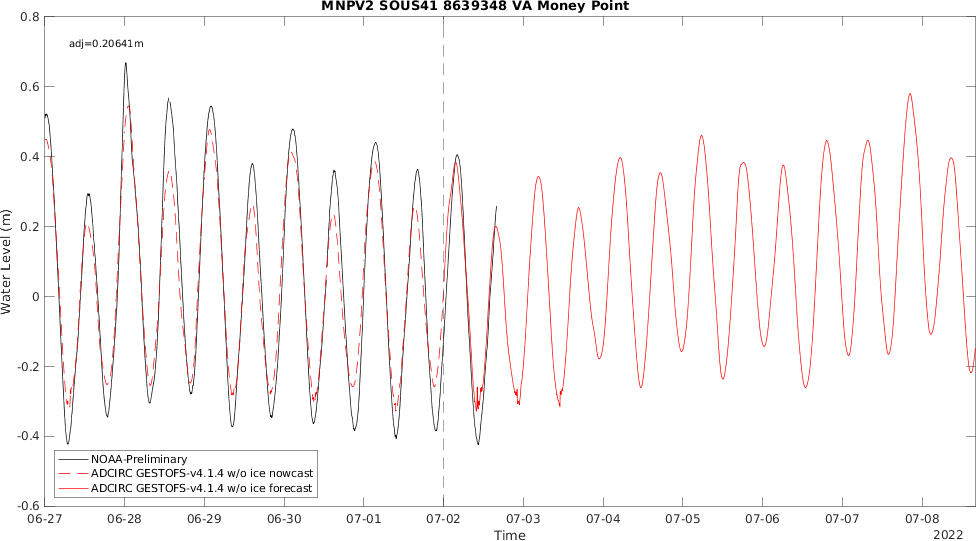 MNPV2 SOUS41 8639348 VA Money Point
adj=0.20641m
0.8
0.6
0.4
0.2
0
-0.2
-0.4
-0.6
Water Level (m)
NOAA-Preliminary
ADCIRC GESTOFS-v4.1.4 w/o ice nowcast
ADCIRC GESTOFS-v4.1.4 w/o ice forecast
06-27 06-28 06-29 06-30 07-01 07-02 07-03 07-04 07-05 07-06 07-07 07-08
Time
2022